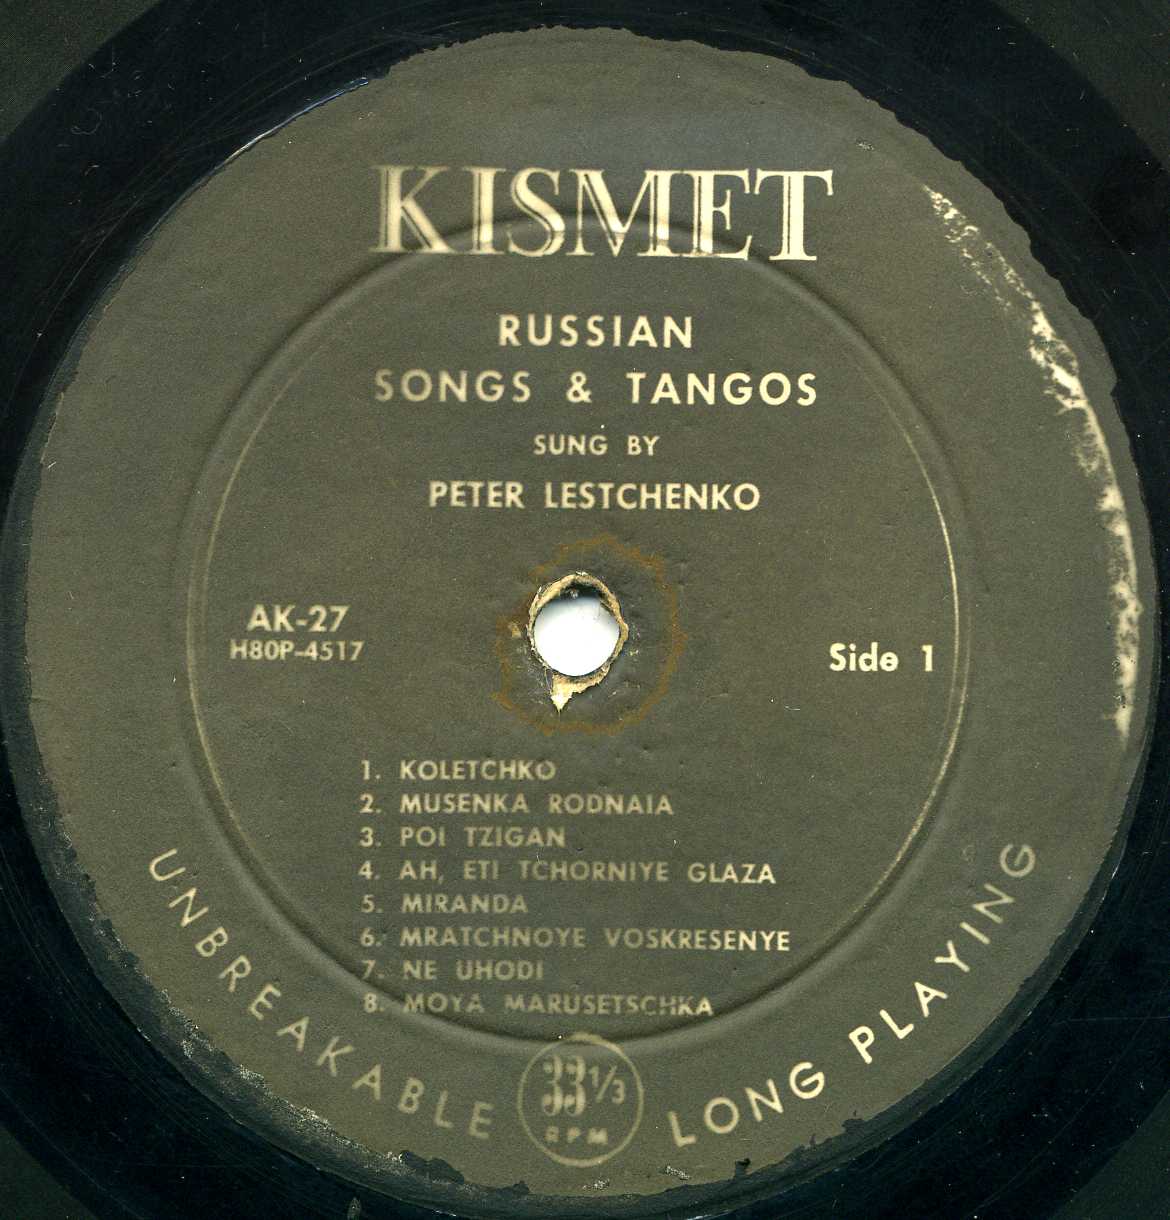 KISMET
RUSSIAN
SONGS & TANGOS
SUNG BY
PETER LESTCHENKO
AK-27
H80P-4517
Side 1
1. KOLETCHKO
2. MUSENKA RODNAIA
3. POI TZIGAN
4. AH, ETI TCHORNIYE GLAZA
5. MIRANDA
6. MRATCHNOYE VOSKRESENYE
7. NE UHODI
8. MOYA MARUSETSCHKA
UNBREAKABLE
33 1/3
RPM
LONG PLAYING